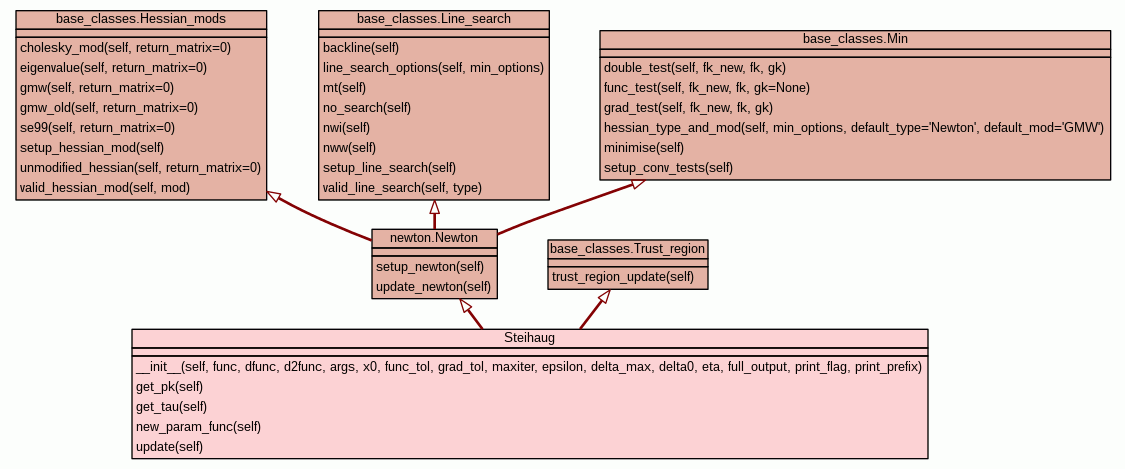 base_classes.Hessian_mods
cholesky_mod(self, return_matrix=0)
eigenvalue(self, return_matrix=0)
gmw(self, return_matrix=0)
gmw_old(self, return_matrix=0)
se99(self, return_matrix=0)
setup_hessian_mod(self)
unmodified_hessian(self, return_matrix=0)
valid_hessian_mod(self, mod)
base_classes.Line_search
backline(self)
line_search_options(self, min_options)
mt(self)
no_search(self)
nwi(self)
nww(self)
setup_line_search(self)
valid_line_search(self, type)
base_classes.Min
double_test(self, fk_new, fk, gk)
func_test(self, fk_new, fk, gk=None)
grad_test(self, fk_new, fk, gk)
hessian_type_and_mod(self, min_options, default_type='Newton', default_mod='GMW')
minimise(self)
setup_conv_tests(self)
newton.Newton
setup_newton(self)
update_newton(self)
base_classes.Trust_region
trust_region_update(self)
Steihaug
__init__(self, func, dfunc, d2func, args, x0, func_tol, grad_tol, maxiter, epsilon, delta_max, delta0, eta, full_output, print_flag, print_prefix)
get_pk(self)
get_tau(self)
new_param_func(self)
update(self)